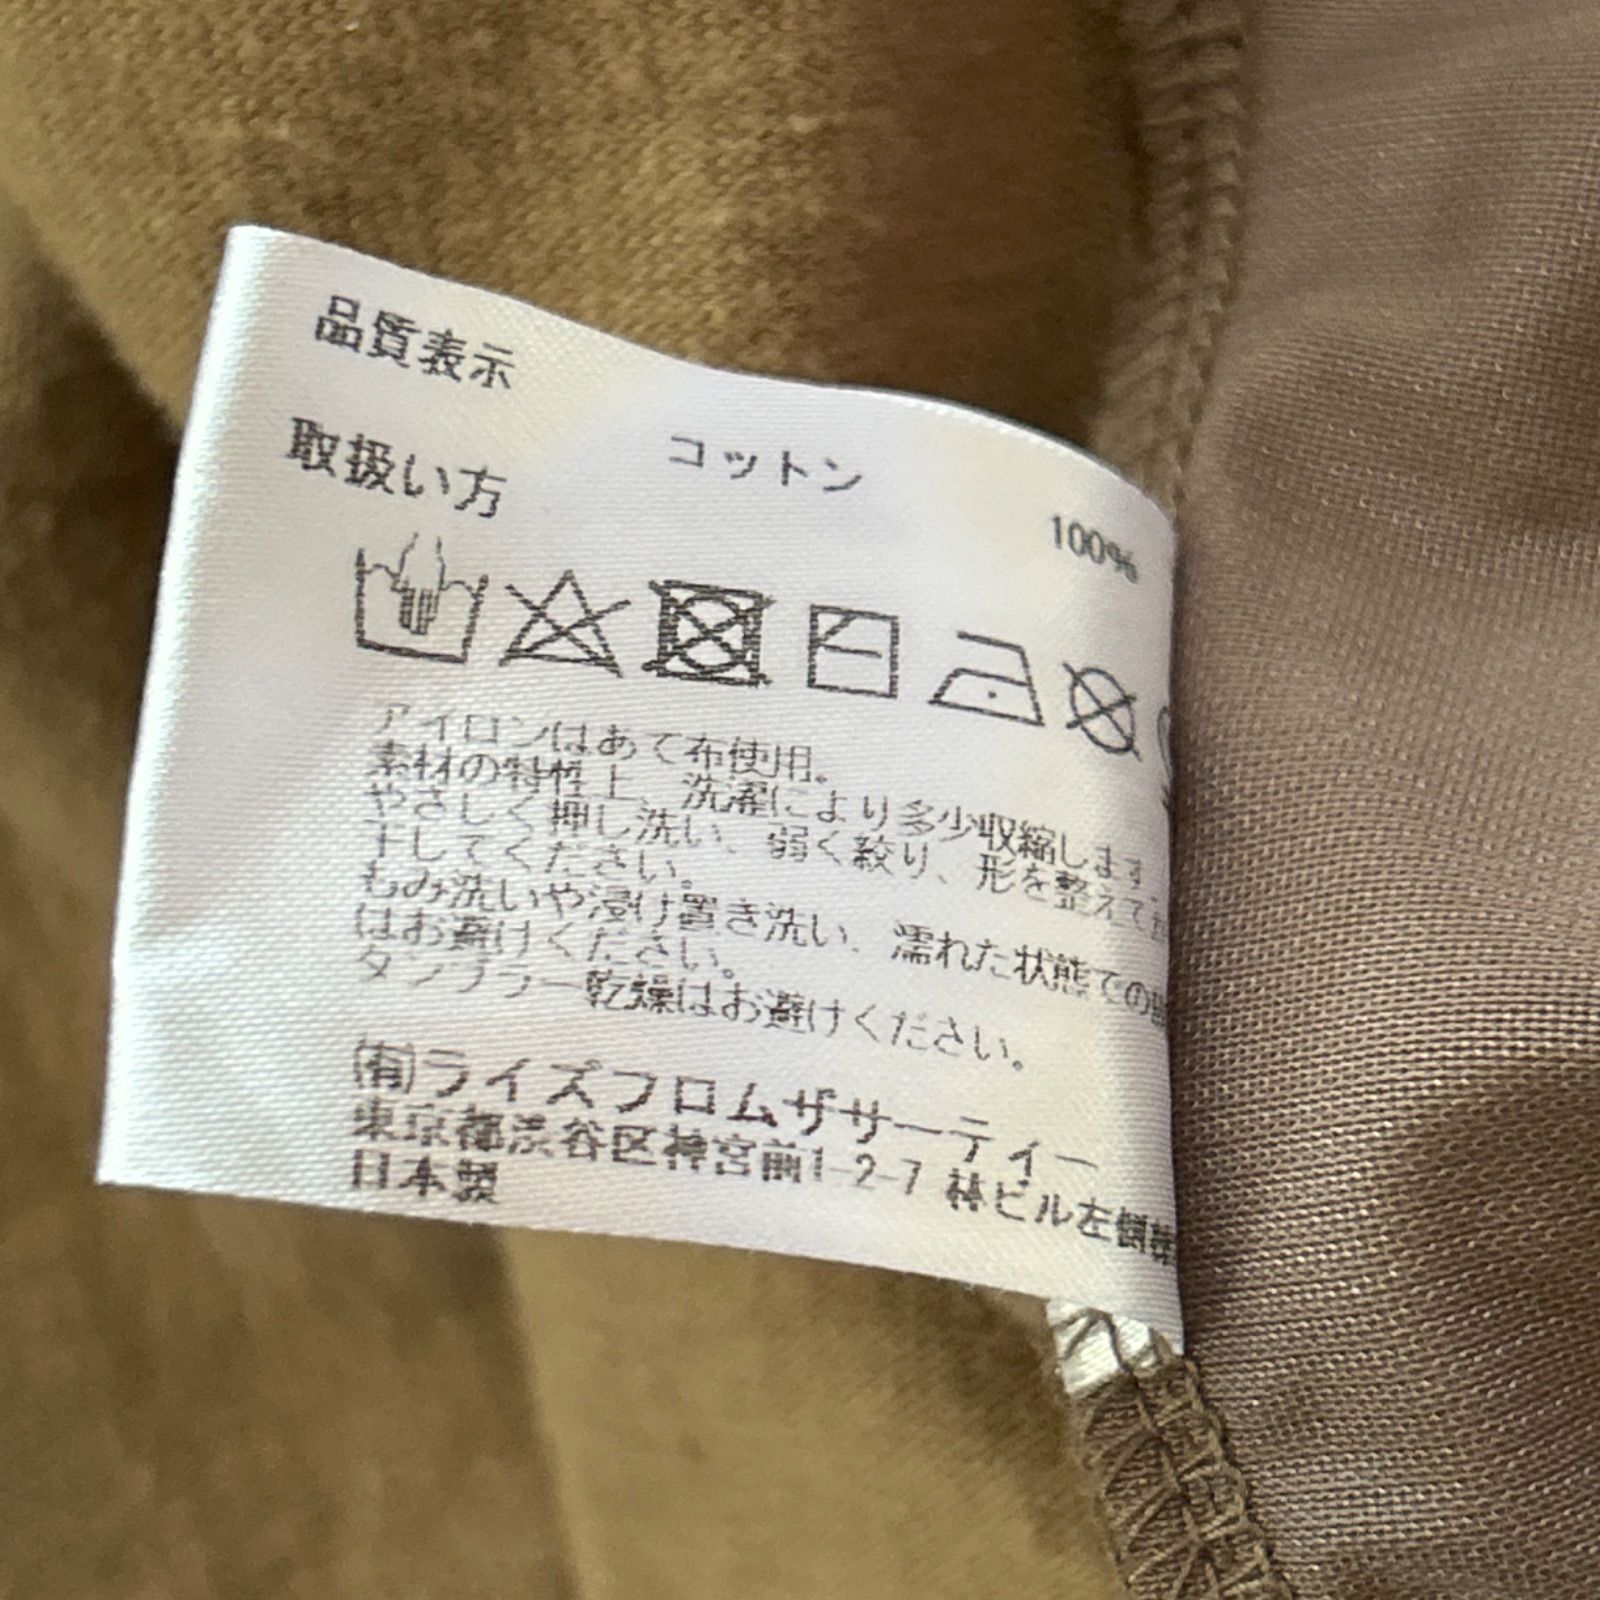 品質表示
コットン 100%
取扱い方
アイロンはあて布使用。
素材の特性上、洗濯により多少収縮します。
やさしく押し洗い、弱く絞り、形を整えて
干してください。
もみ洗いや浸け置き洗い、濡れた状態での
はお避けください。
タンブラー乾燥はお避けください。
(有)ライズフロムザサーティー
東京都渋谷区神宮前1-2-7 林ビル左側
日本製